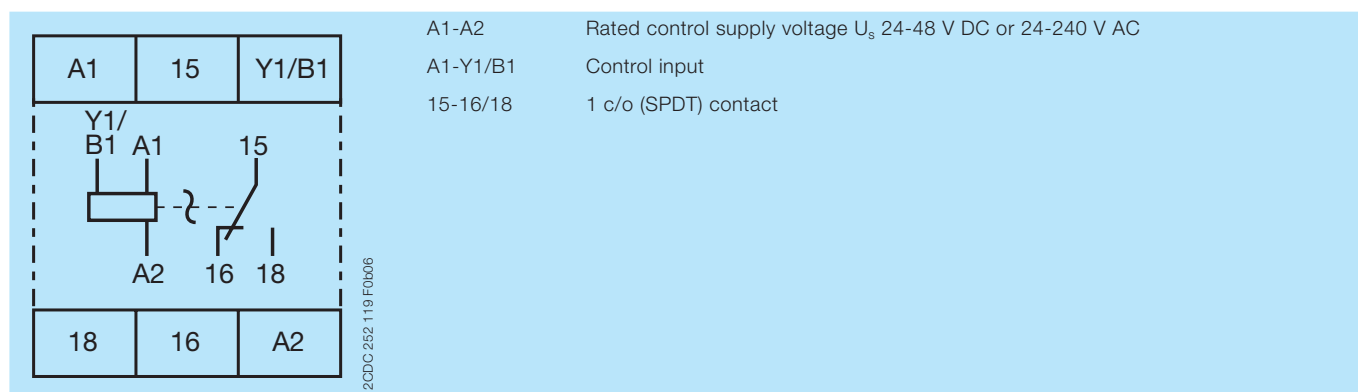 A1 15 Y1/B1
Y1/
B1 A1 15
A2 16 18
18 16 A2
2CDC 252 119 F0b06
A1-A2 Rated control supply voltage Us 24-48 V DC or 24-240 V AC
A1-Y1/B1 Control input
15-16/18 1 c/o (SPDT) contact